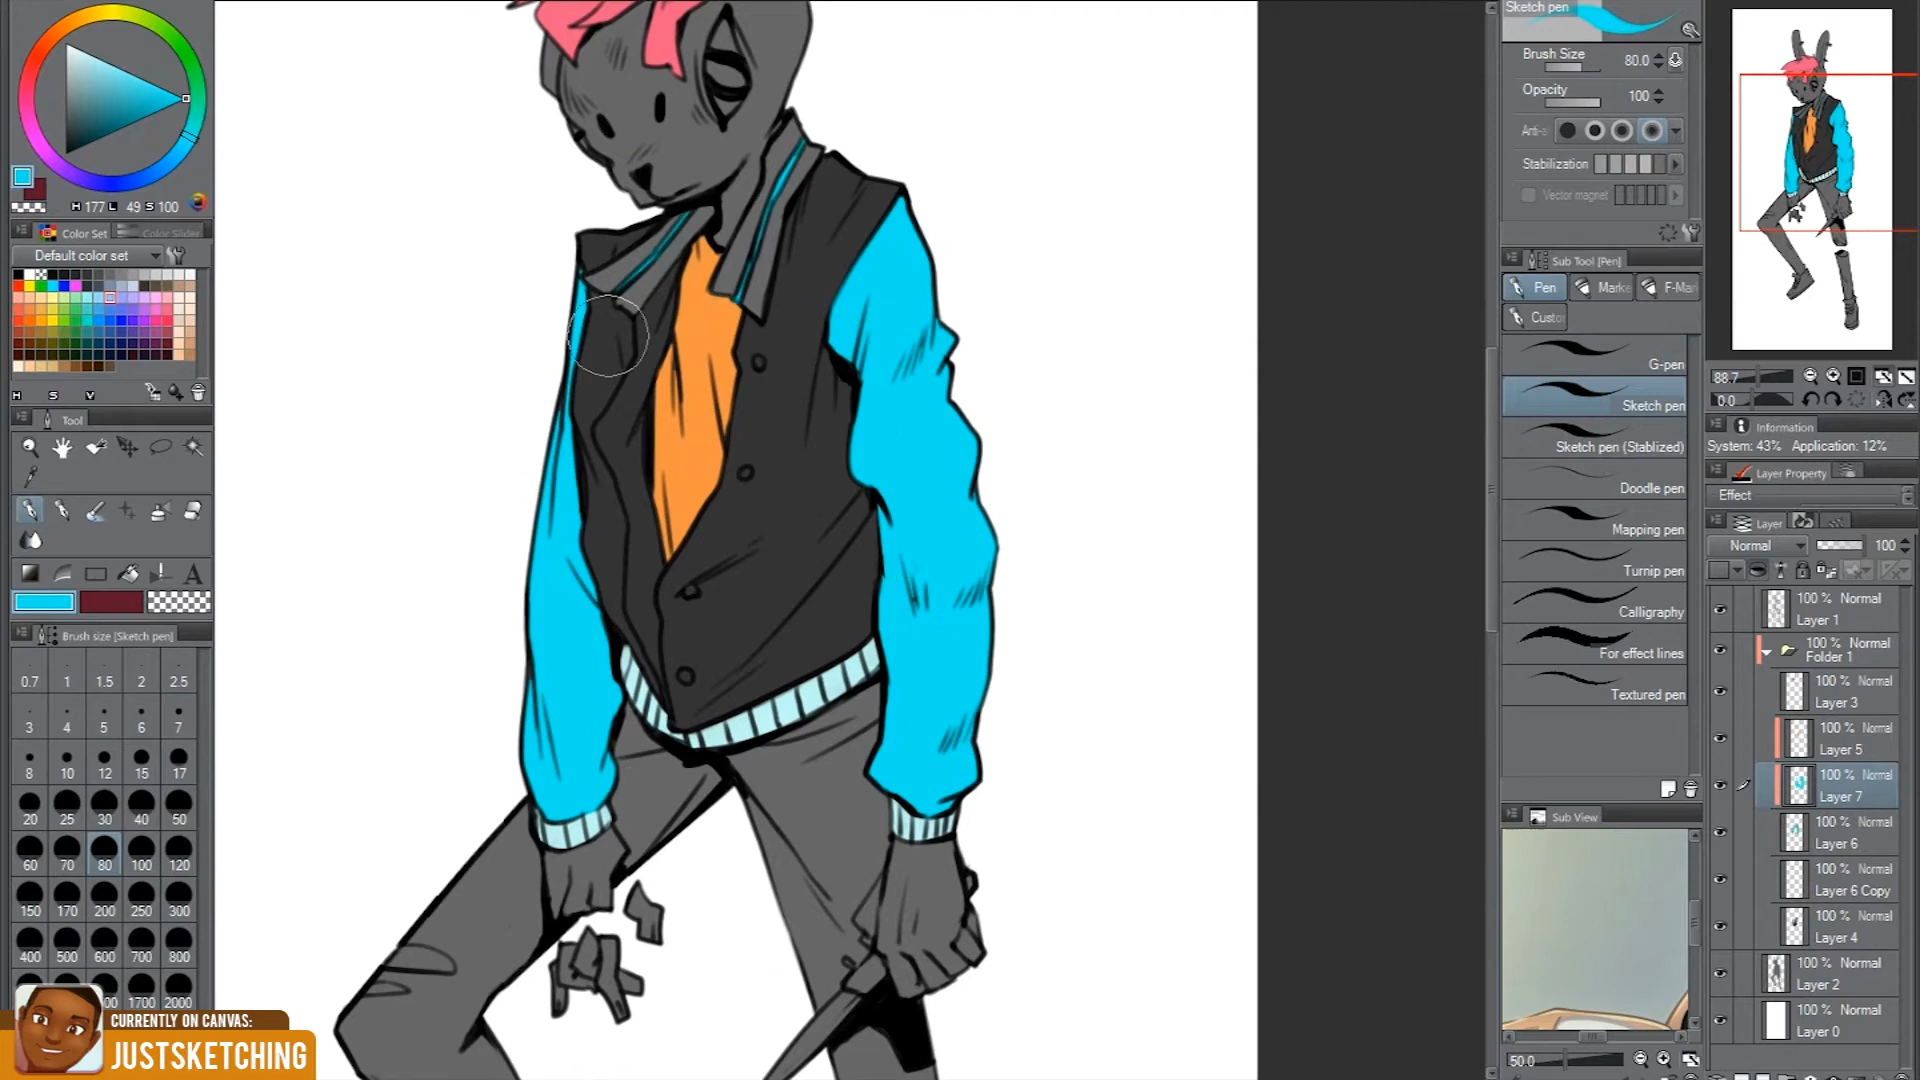 Sketch pen
Brush Size 80.0
Opacity 100
Anti-a
Stabilization
Vector magnet
Sub Tool [Pen]
Pen Marke F-Mar
Custo
G-pen
Sketch pen
Sketch pen (Stablized)
Doodle pen
Mapping pen
Turnip pen
Calligraphy
For effect lines
Textured pen
Sub View
50.0
H 177 L 49 S 100
Color Set Color Slider
Default color set
H S V
Tool
A
Brush size [Sketch pen]
0.7 1 1.5 2 2.5
3 4 5 6 7
8 10 12 15 17
20 25 30 40 50
60 70 80 100 120
150 170 200 250 300
400 500 600 700 800
00 1700 2000
CURRENTLY ON CANVAS:
JUSTSKETCHING
88.7
0.0
Information
System: 43% Application: 12%
Layer Property
Effect
Layer
Normal 100
100 % Normal
Layer 1
100 % Normal
Folder 1
100 % Normal
Layer 3
100 % Normal
Layer 5
100 % Normal
Layer 7
100 % Normal
Layer 6
100 % Normal
Layer 6 Copy
100 % Normal
Layer 4
100 % Normal
Layer 2
100 % Normal
Layer 0